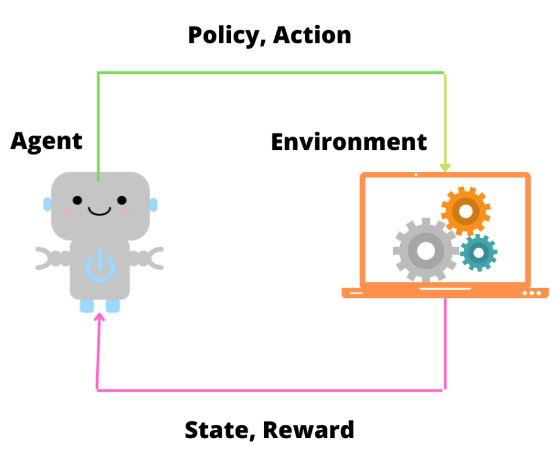 Policy, Action
Agent
Environment
State, Reward